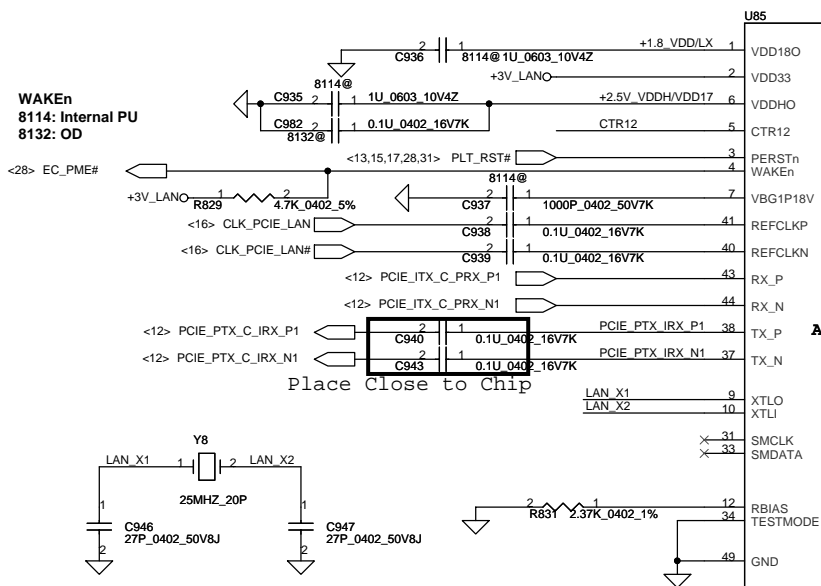 U85
C936 2 1 8114@ 1U_0603_10V4Z +1.8_VDD/LX 1 VDD18O
+3V_LAN 2 VDD33
8114@
C935 2 1 1U_0603_10V4Z +2.5V_VDDH/VDD17 6 VDDHO
WAKEn
8114: Internal PU
8132: OD
C982 2 1 0.1U_0402_16V7K
8132@
CTR12 5 CTR12
<13,15,17,28,31> PLT_RST# 3 PERSTn
<28> EC_PME# 4 WAKEn
8114@
+3V_LAN 1 2
R829 4.7K_0402_5%
2 1 7 VBG1P18V
C937 1000P_0402_50V7K
<16> CLK_PCIE_LAN 2 1 41 REFCLKP
C938 0.1U_0402_16V7K
<16> CLK_PCIE_LAN# 2 1 40 REFCLKN
C939 0.1U_0402_16V7K
<12> PCIE_ITX_C_PRX_P1 43 RX_P
<12> PCIE_ITX_C_PRX_N1 44 RX_N
<12> PCIE_PTX_C_IRX_P1 2 1 PCIE_PTX_IRX_P1 38 TX_P
C940 0.1U_0402_16V7K
A
<12> PCIE_PTX_C_IRX_N1 2 1 PCIE_PTX_IRX_N1 37 TX_N
C943 0.1U_0402_16V7K
Place Close to Chip
LAN_X1 9 XTLO
LAN_X2 10 XTLI
31 SMCLK
33 SMDATA
Y8
LAN_X1 1 2 LAN_X2
25MHZ_20P
1 1
C946 C947
27P_0402_50V8J 27P_0402_50V8J
2 2
2 1 12 RBIAS
R831 2.37K_0402_1%
34 TESTMODE
49 GND